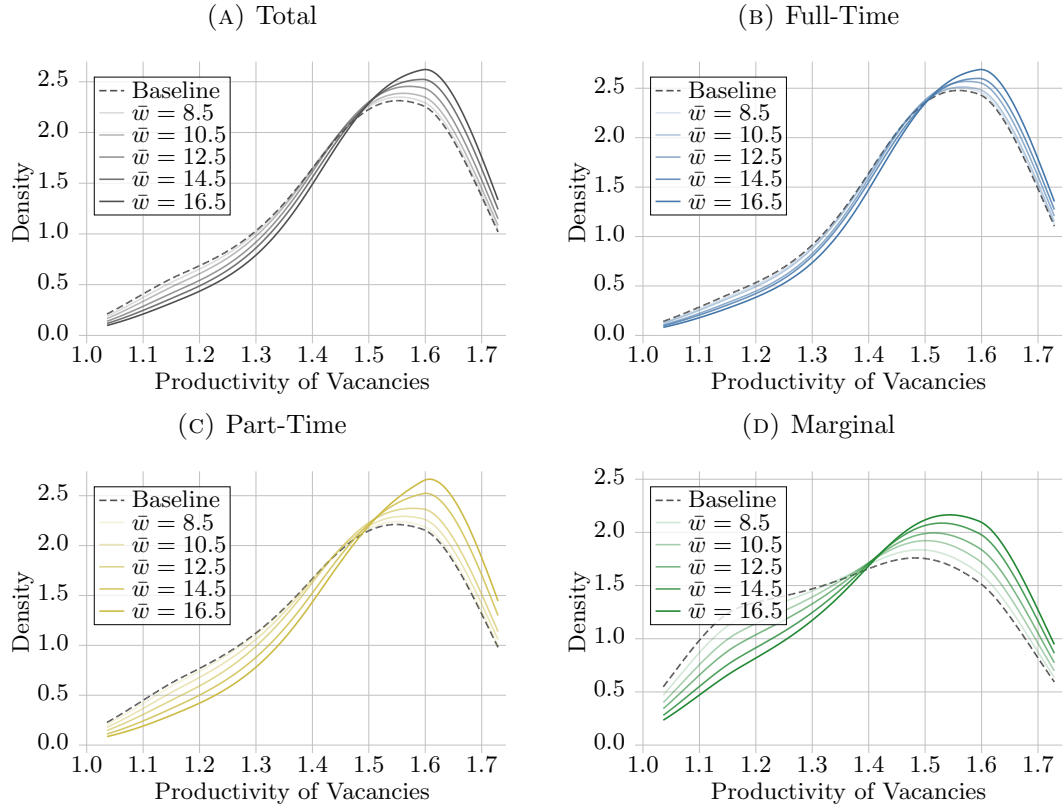 (A) Total
2.5
2.0
1.5
1.0
0.5
0.0
Density
Baseline
w̄ = 8.5
w̄ = 10.5
w̄ = 12.5
w̄ = 14.5
w̄ = 16.5
1.0 1.1 1.2 1.3 1.4 1.5 1.6 1.7
Productivity of Vacancies
(B) Full-Time
2.5
2.0
1.5
1.0
0.5
0.0
Density
Baseline
w̄ = 8.5
w̄ = 10.5
w̄ = 12.5
w̄ = 14.5
w̄ = 16.5
1.0 1.1 1.2 1.3 1.4 1.5 1.6 1.7
Productivity of Vacancies
(C) Part-Time
2.5
2.0
1.5
1.0
0.5
0.0
Density
Baseline
w̄ = 8.5
w̄ = 10.5
w̄ = 12.5
w̄ = 14.5
w̄ = 16.5
1.0 1.1 1.2 1.3 1.4 1.5 1.6 1.7
Productivity of Vacancies
(D) Marginal
2.5
2.0
1.5
1.0
0.5
0.0
Density
Baseline
w̄ = 8.5
w̄ = 10.5
w̄ = 12.5
w̄ = 14.5
w̄ = 16.5
1.0 1.1 1.2 1.3 1.4 1.5 1.6 1.7
Productivity of Vacancies